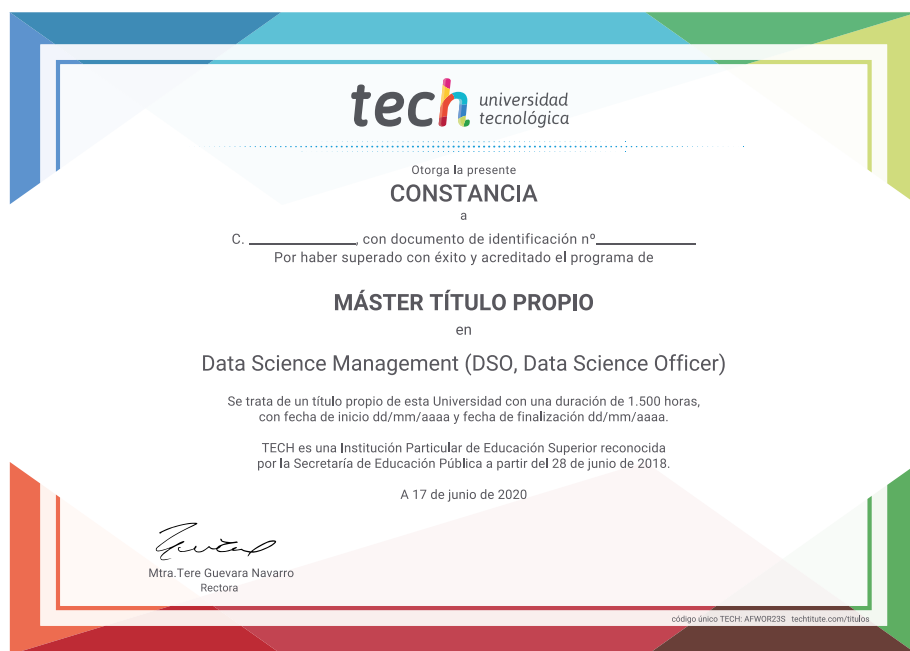 tech universidad
tecnológica
Otorga la presente
CONSTANCIA
a
C. ____________, con documento de identificación nº____________
Por haber superado con éxito y acreditado el programa de
MÁSTER TÍTULO PROPIO
en
Data Science Management (DSO, Data Science Officer)
Se trata de un título propio de esta Universidad con una duración de 1.500 horas,
con fecha de inicio dd/mm/aaaa y fecha de finalización dd/mm/aaaa.
TECH es una Institución Particular de Educación Superior reconocida
por la Secretaría de Educación Pública a partir del 28 de junio de 2018.
A 17 de junio de 2020
Mtra.Tere Guevara Navarro
Rectora
código único TECH: AFWOR23S techtitute.com/titulos